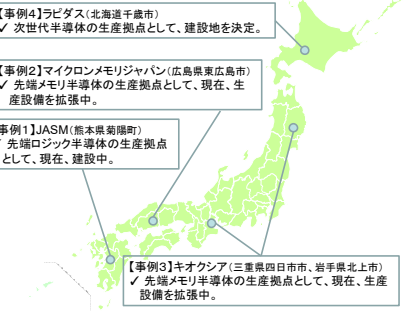 【事例4】ラピダス(北海道千歳市)
✓ 次世代半導体の生産拠点として、建設地を決定。
【事例2】マイクロンメモリジャパン(広島県東広島市)
✓ 先端メモリ半導体の生産拠点として、現在、生
産設備を拡張中。
事例1】JASM(熊本県菊陽町)
先端ロジック半導体の生産拠点
として、現在、建設中。
【事例3】キオクシア(三重県四日市市、岩手県北上市)
✓ 先端メモリ半導体の生産拠点として、現在、生産
設備を拡張中。